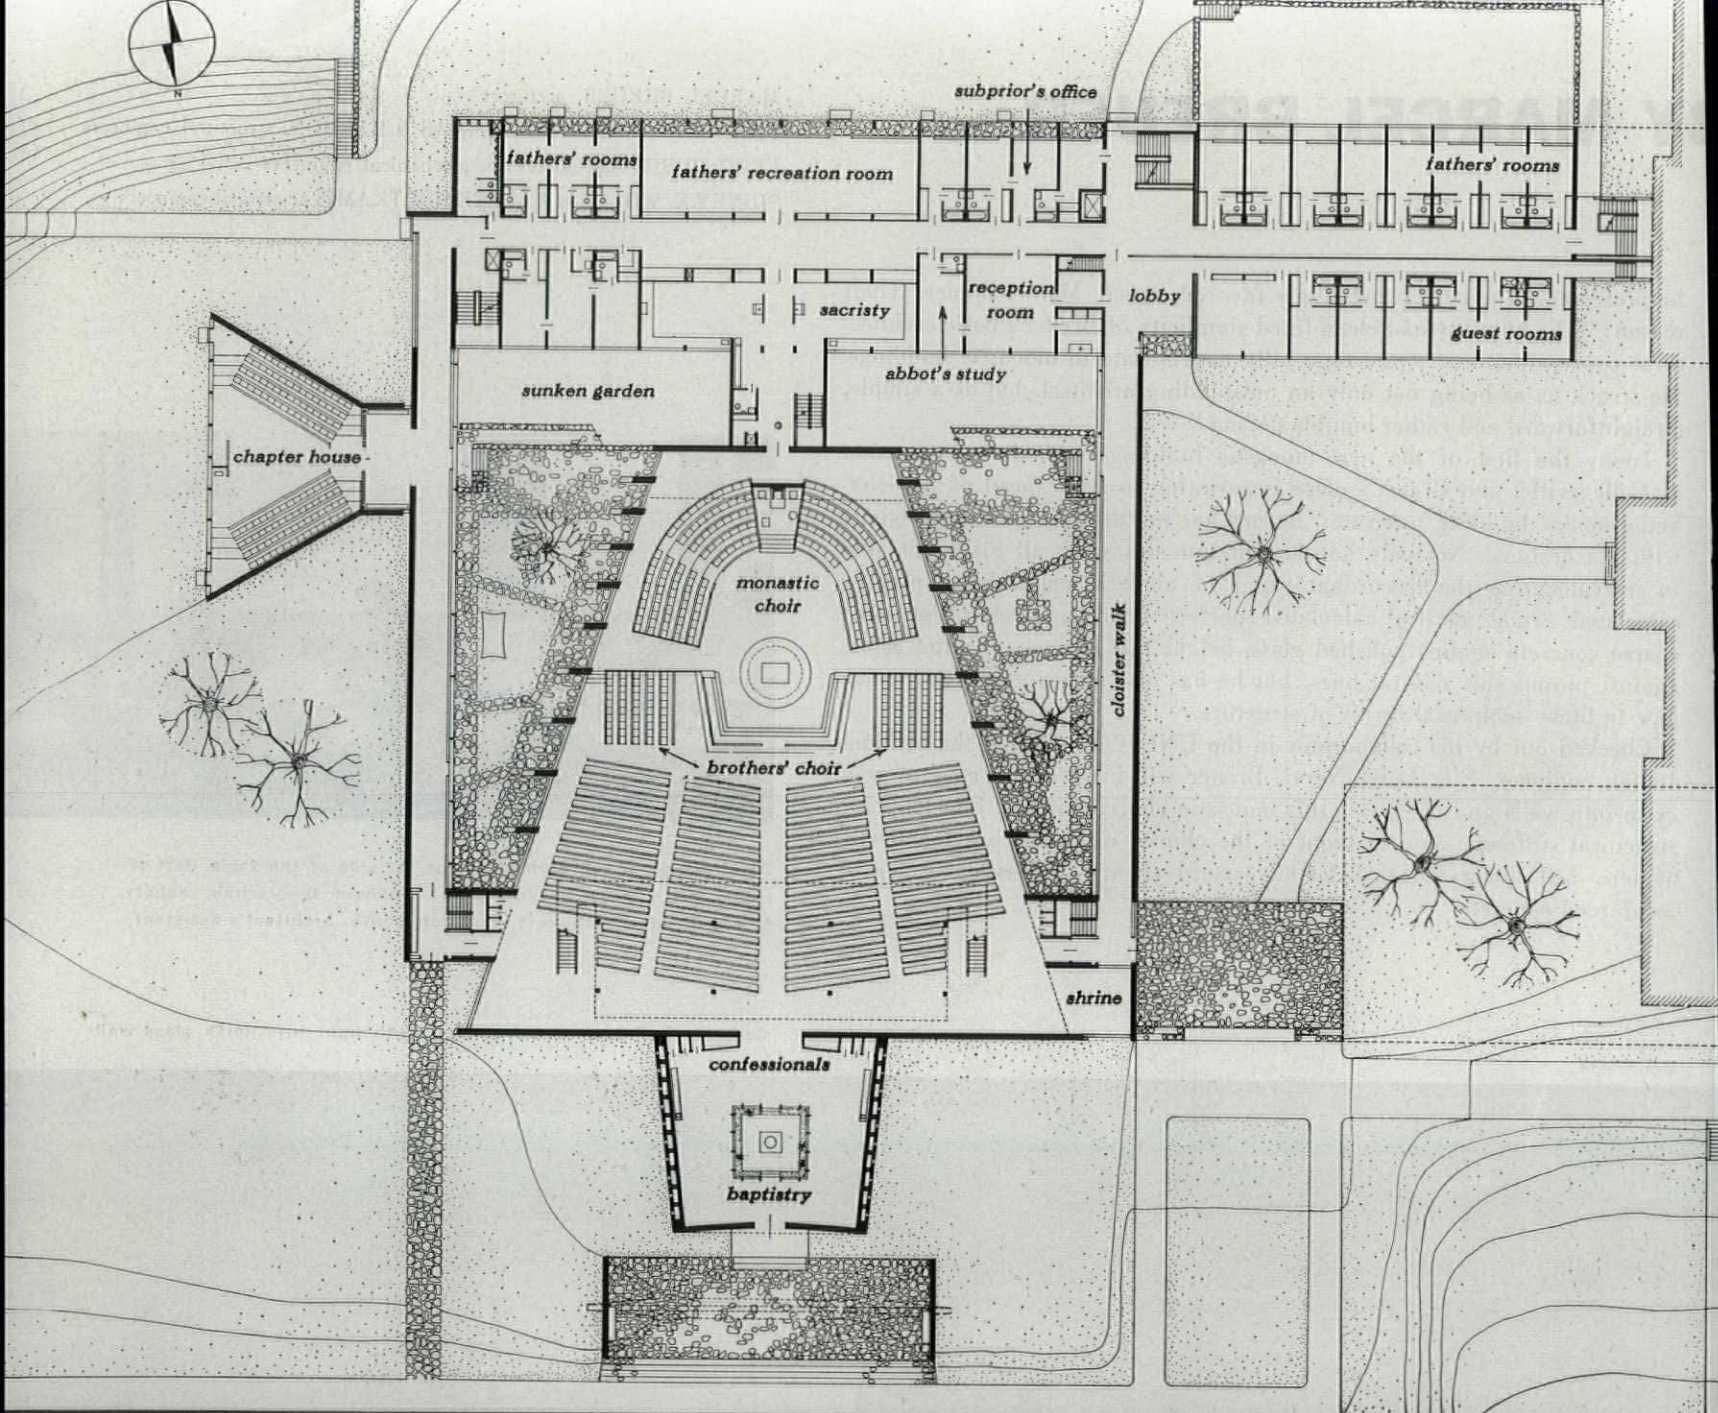 N
subprior's office
fathers' rooms
fathers' recreation room
fathers' rooms
reception
room
lobby
sacristy
guest rooms
abbot's study
sunken garden
chapter house
monastic
choir
cloister walk
brothers' choir
shrine
confessionals
baptistry